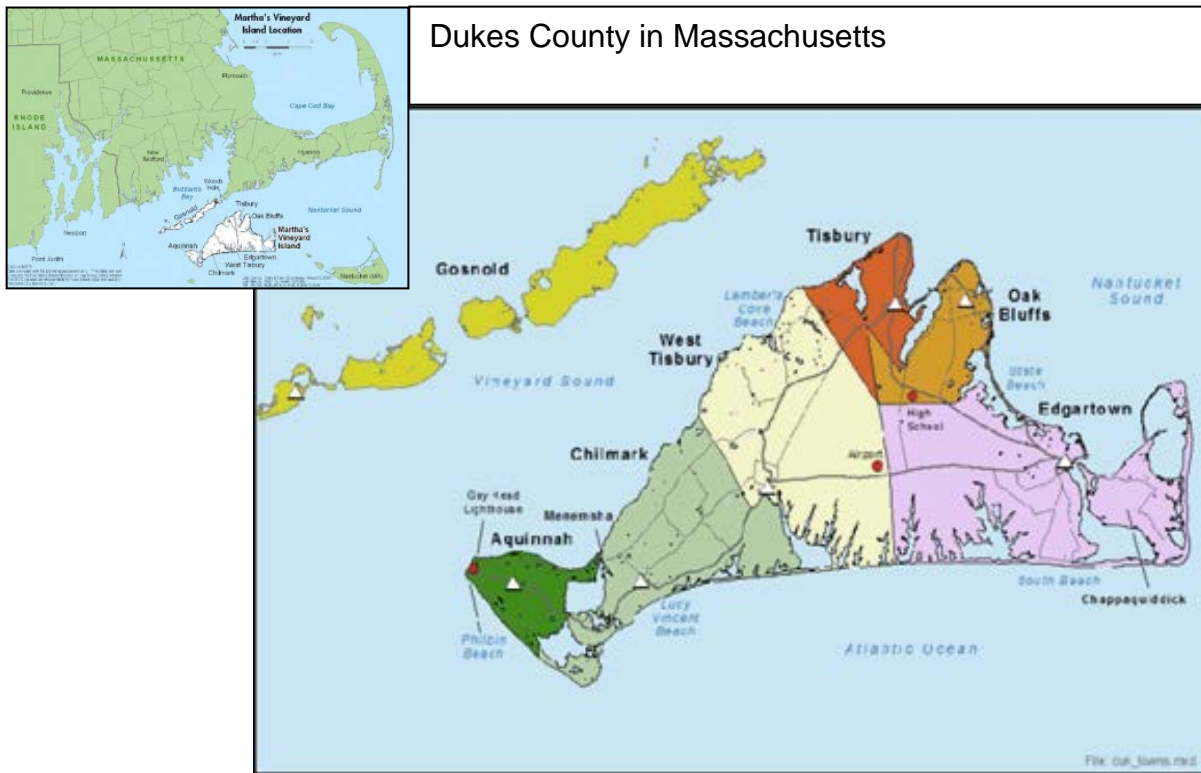 Martha's Vineyard
Island Location
MASSACHUSETTS
Plymouth
Providence
Cape Cod Bay
RHODE
ISLAND
New
Bedford
Hyannis
Woods
Hole
Buzzards
Bay
Gosnold
Tisbury
Nantucket Sound
Oak Bluffs
Newport
Martha's
Vineyard
Island
Aquinnah
Edgartown
West Tisbury
Chilmark
Point Judith
Nantucket (MA)
Dukes County in Massachusetts
Tisbury
Gosnold
Nantucket
Sound
Lambert's
Cove
Beach
Oak
Bluffs
West
Tisbury
Vineyard Sound
State
Beach
Edgartown
High
School
Chilmark
Airport
Gay Head
Lighthouse
Menemsha
Aquinnah
South Beach
Chappaquiddick
Lucy
Vincent
Beach
Philbin
Beach
Atlantic Ocean